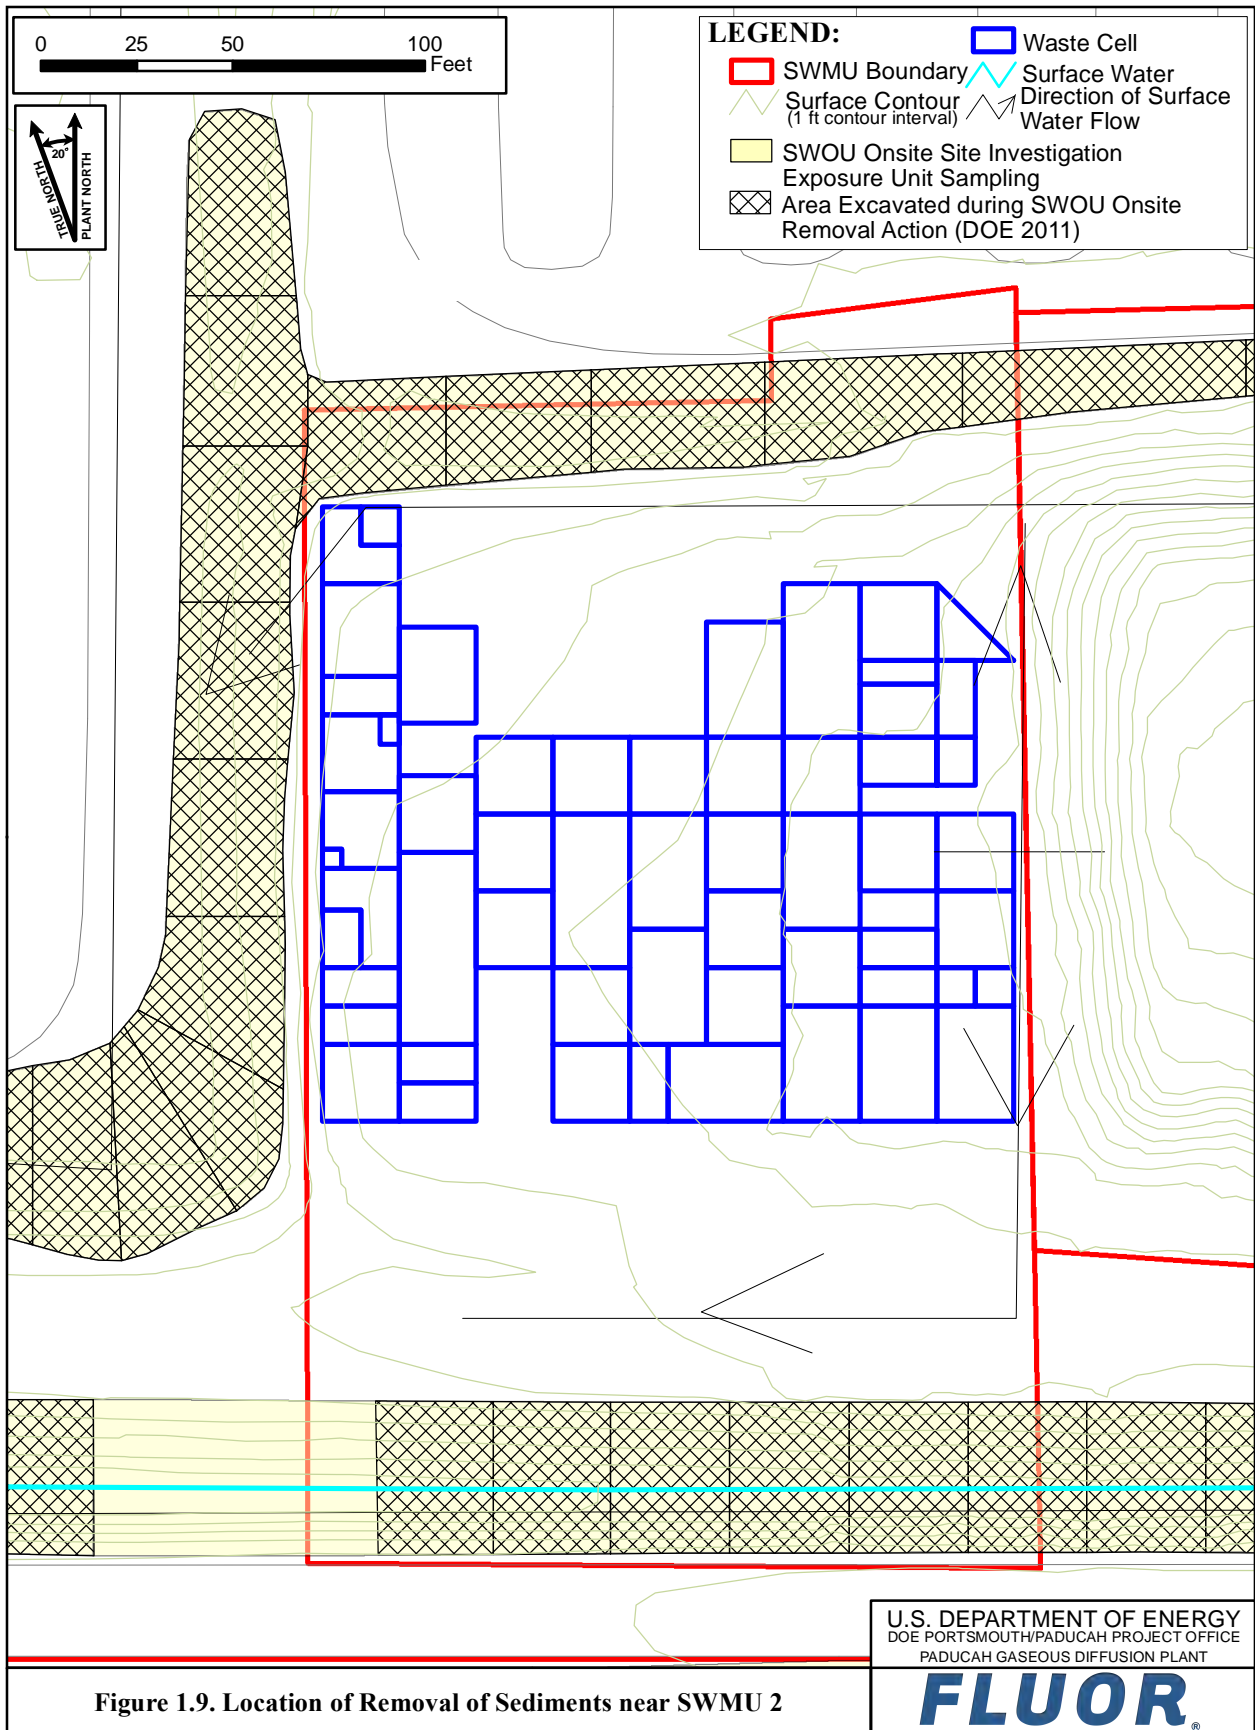 0 25 50 100
Feet
TRUE NORTH
20°
PLANT NORTH
LEGEND:
SWMU Boundary
Surface Contour
(1 ft contour interval)
Waste Cell
Surface Water
Direction of Surface
Water Flow
SWOU Onsite Site Investigation
Exposure Unit Sampling
Area Excavated during SWOU Onsite
Removal Action (DOE 2011)
U.S. DEPARTMENT OF ENERGY
DOE PORTSMOUTH/PADUCAH PROJECT OFFICE
PADUCAH GASEOUS DIFFUSION PLANT
Figure 1.9. Location of Removal of Sediments near SWMU 2
FLUOR®